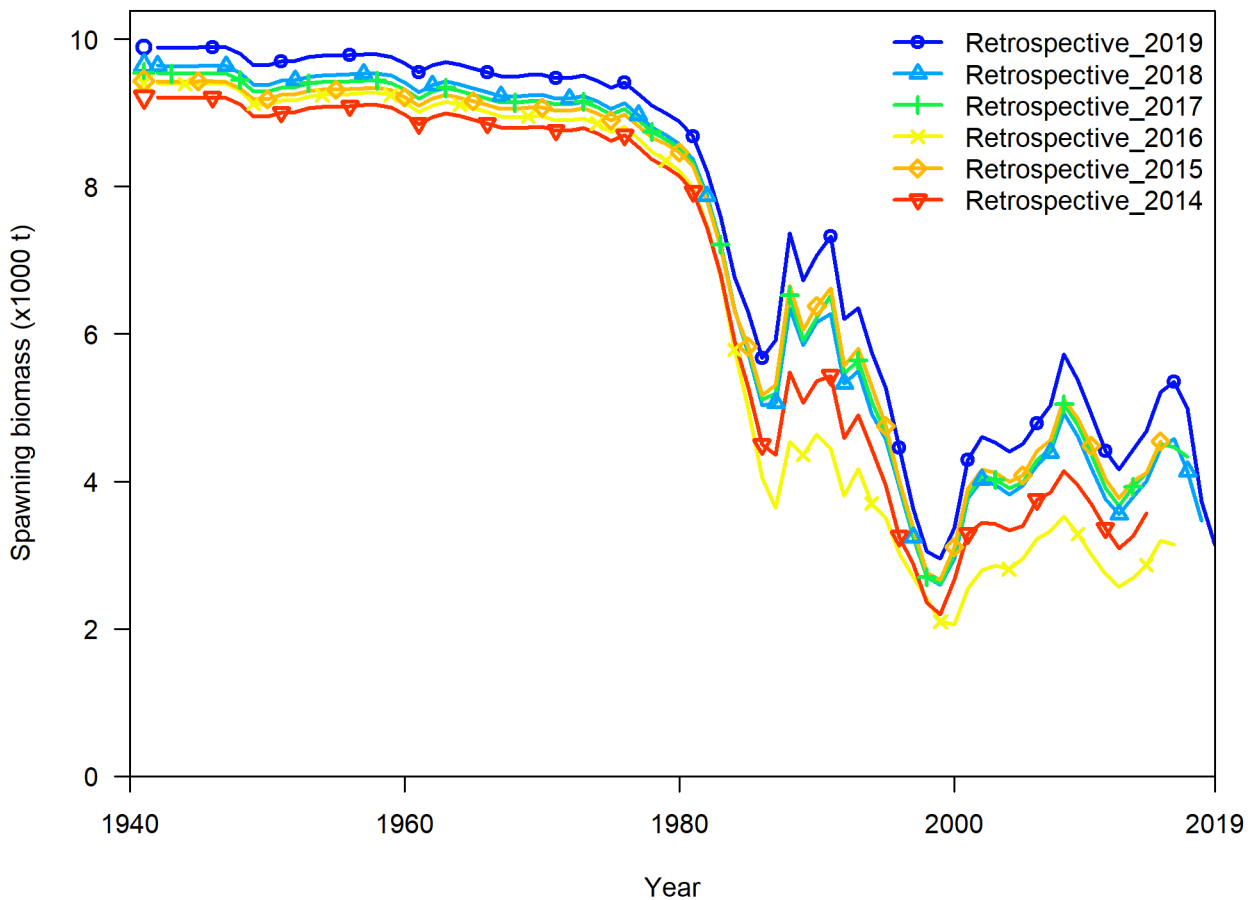 10
8
6
4
2
0
Spawning biomass (x1000 t)
Retrospective_2019
Retrospective_2018
Retrospective_2017
Retrospective_2016
Retrospective_2015
Retrospective_2014
1940 1960 1980 2000 2019
Year